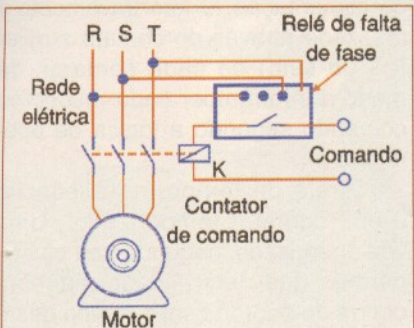 R S T
Relé de falta
de fase
Rede
elétrica
Comando
K
Contator
de comando
Motor